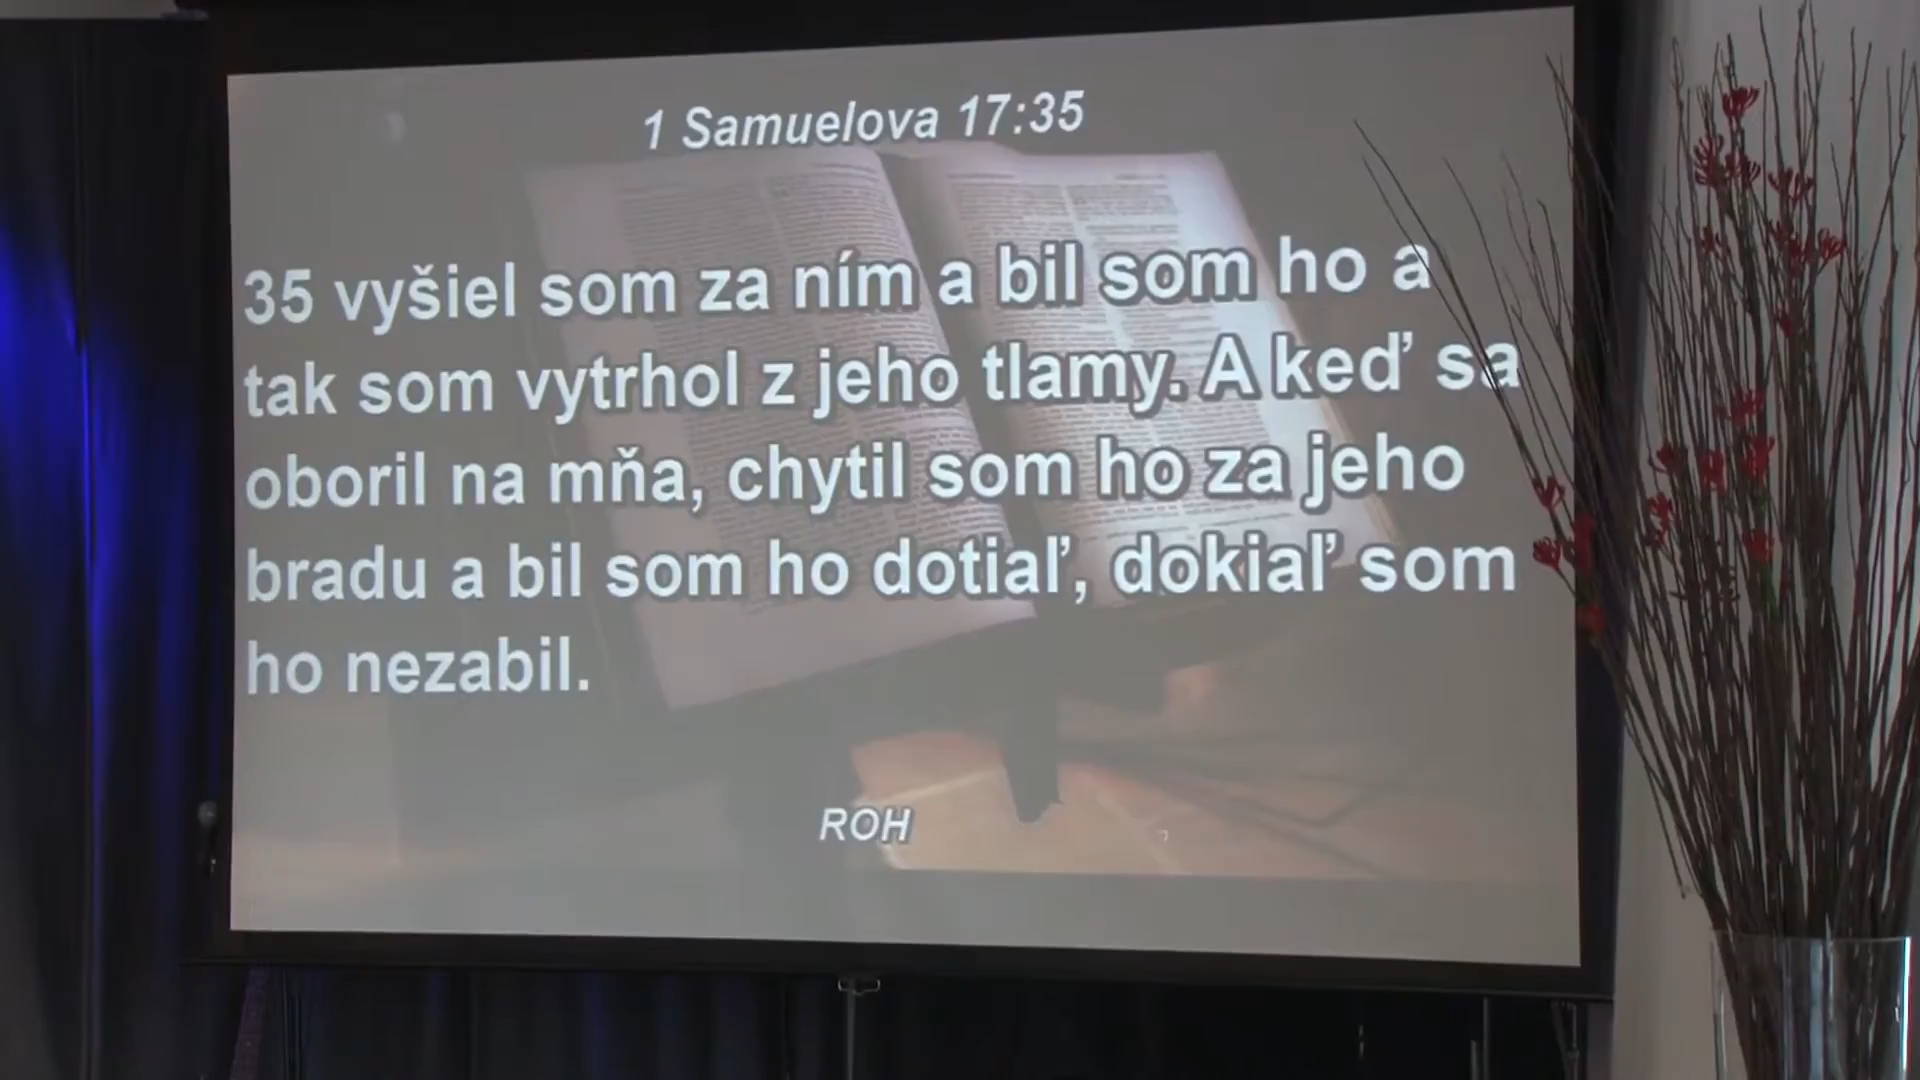 1 Samuelova 17:35
35 vyšiel som za ním a bil som ho a
tak som vytrhol z jeho tlamy. A keď sa
oboril na mňa, chytil som ho za jeho
bradu a bil som ho dotiaľ, dokiaľ som
ho nezabil.
ROH